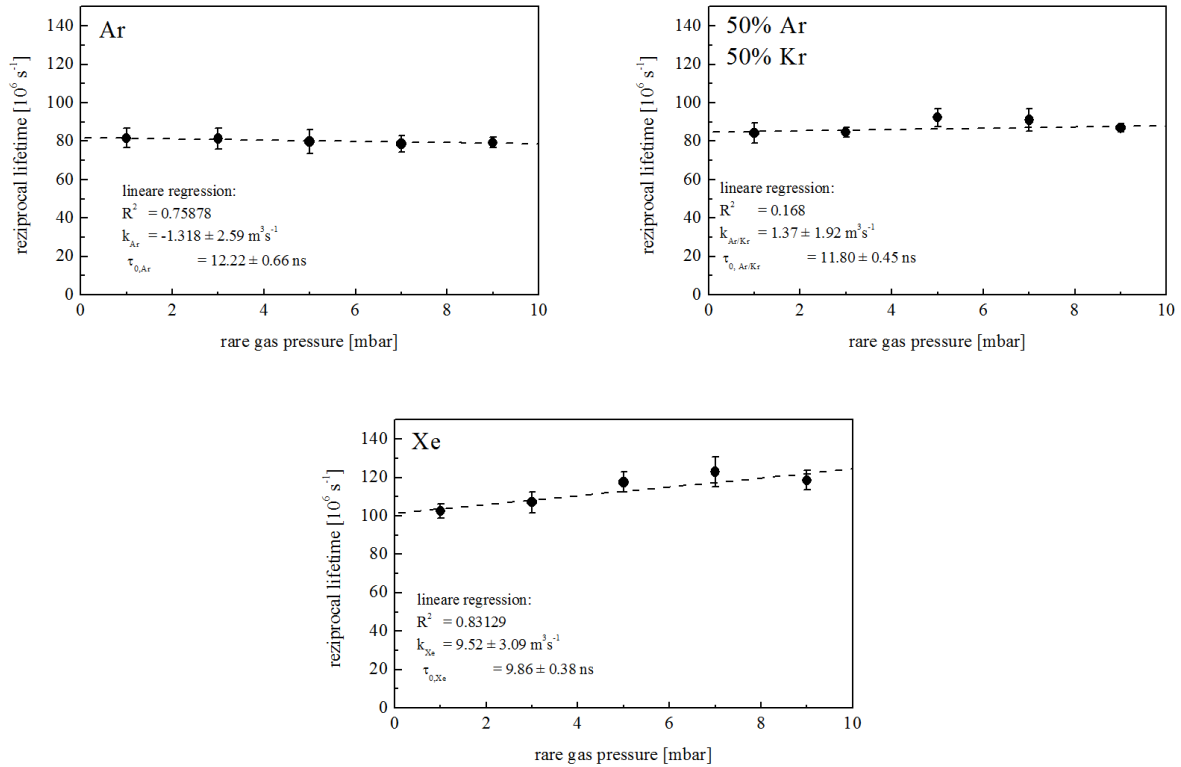 Ar
reziprocal lifetime [10⁶ s⁻¹]
140
120
100
80
60
40
20
0
lineare regression:
R² = 0.75878
k_Ar = -1.318 ± 2.59 m³s⁻¹
τ_0,Ar = 12.22 ± 0.66 ns
0 2 4 6 8 10
rare gas pressure [mbar]
50% Ar
50% Kr
reziprocal lifetime [10⁶ s⁻¹]
140
120
100
80
60
40
20
0
lineare regression:
R² = 0.168
k_Ar/Kr = 1.37 ± 1.92 m³s⁻¹
τ_0, Ar/Kr = 11.80 ± 0.45 ns
0 2 4 6 8 10
rare gas pressure [mbar]
Xe
reziprocal lifetime [10⁶ s⁻¹]
140
120
100
80
60
40
20
0
lineare regression:
R² = 0.83129
k_Xe = 9.52 ± 3.09 m³s⁻¹
τ_0,Xe = 9.86 ± 0.38 ns
0 2 4 6 8 10
rare gas pressure [mbar]